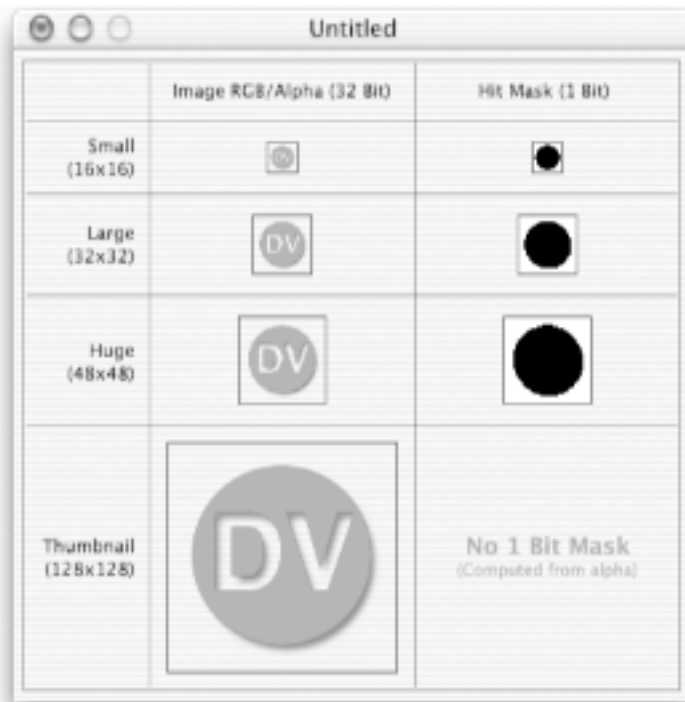 Untitled
Image RGB/Alpha (32 Bit)
Hit Mask (1 Bit)
Small
(16x16)
DV
Large
(32x32)
DV
Huge
(48x48)
DV
Thumbnail
(128x128)
DV
No 1 Bit Mask
(Computed from alpha)